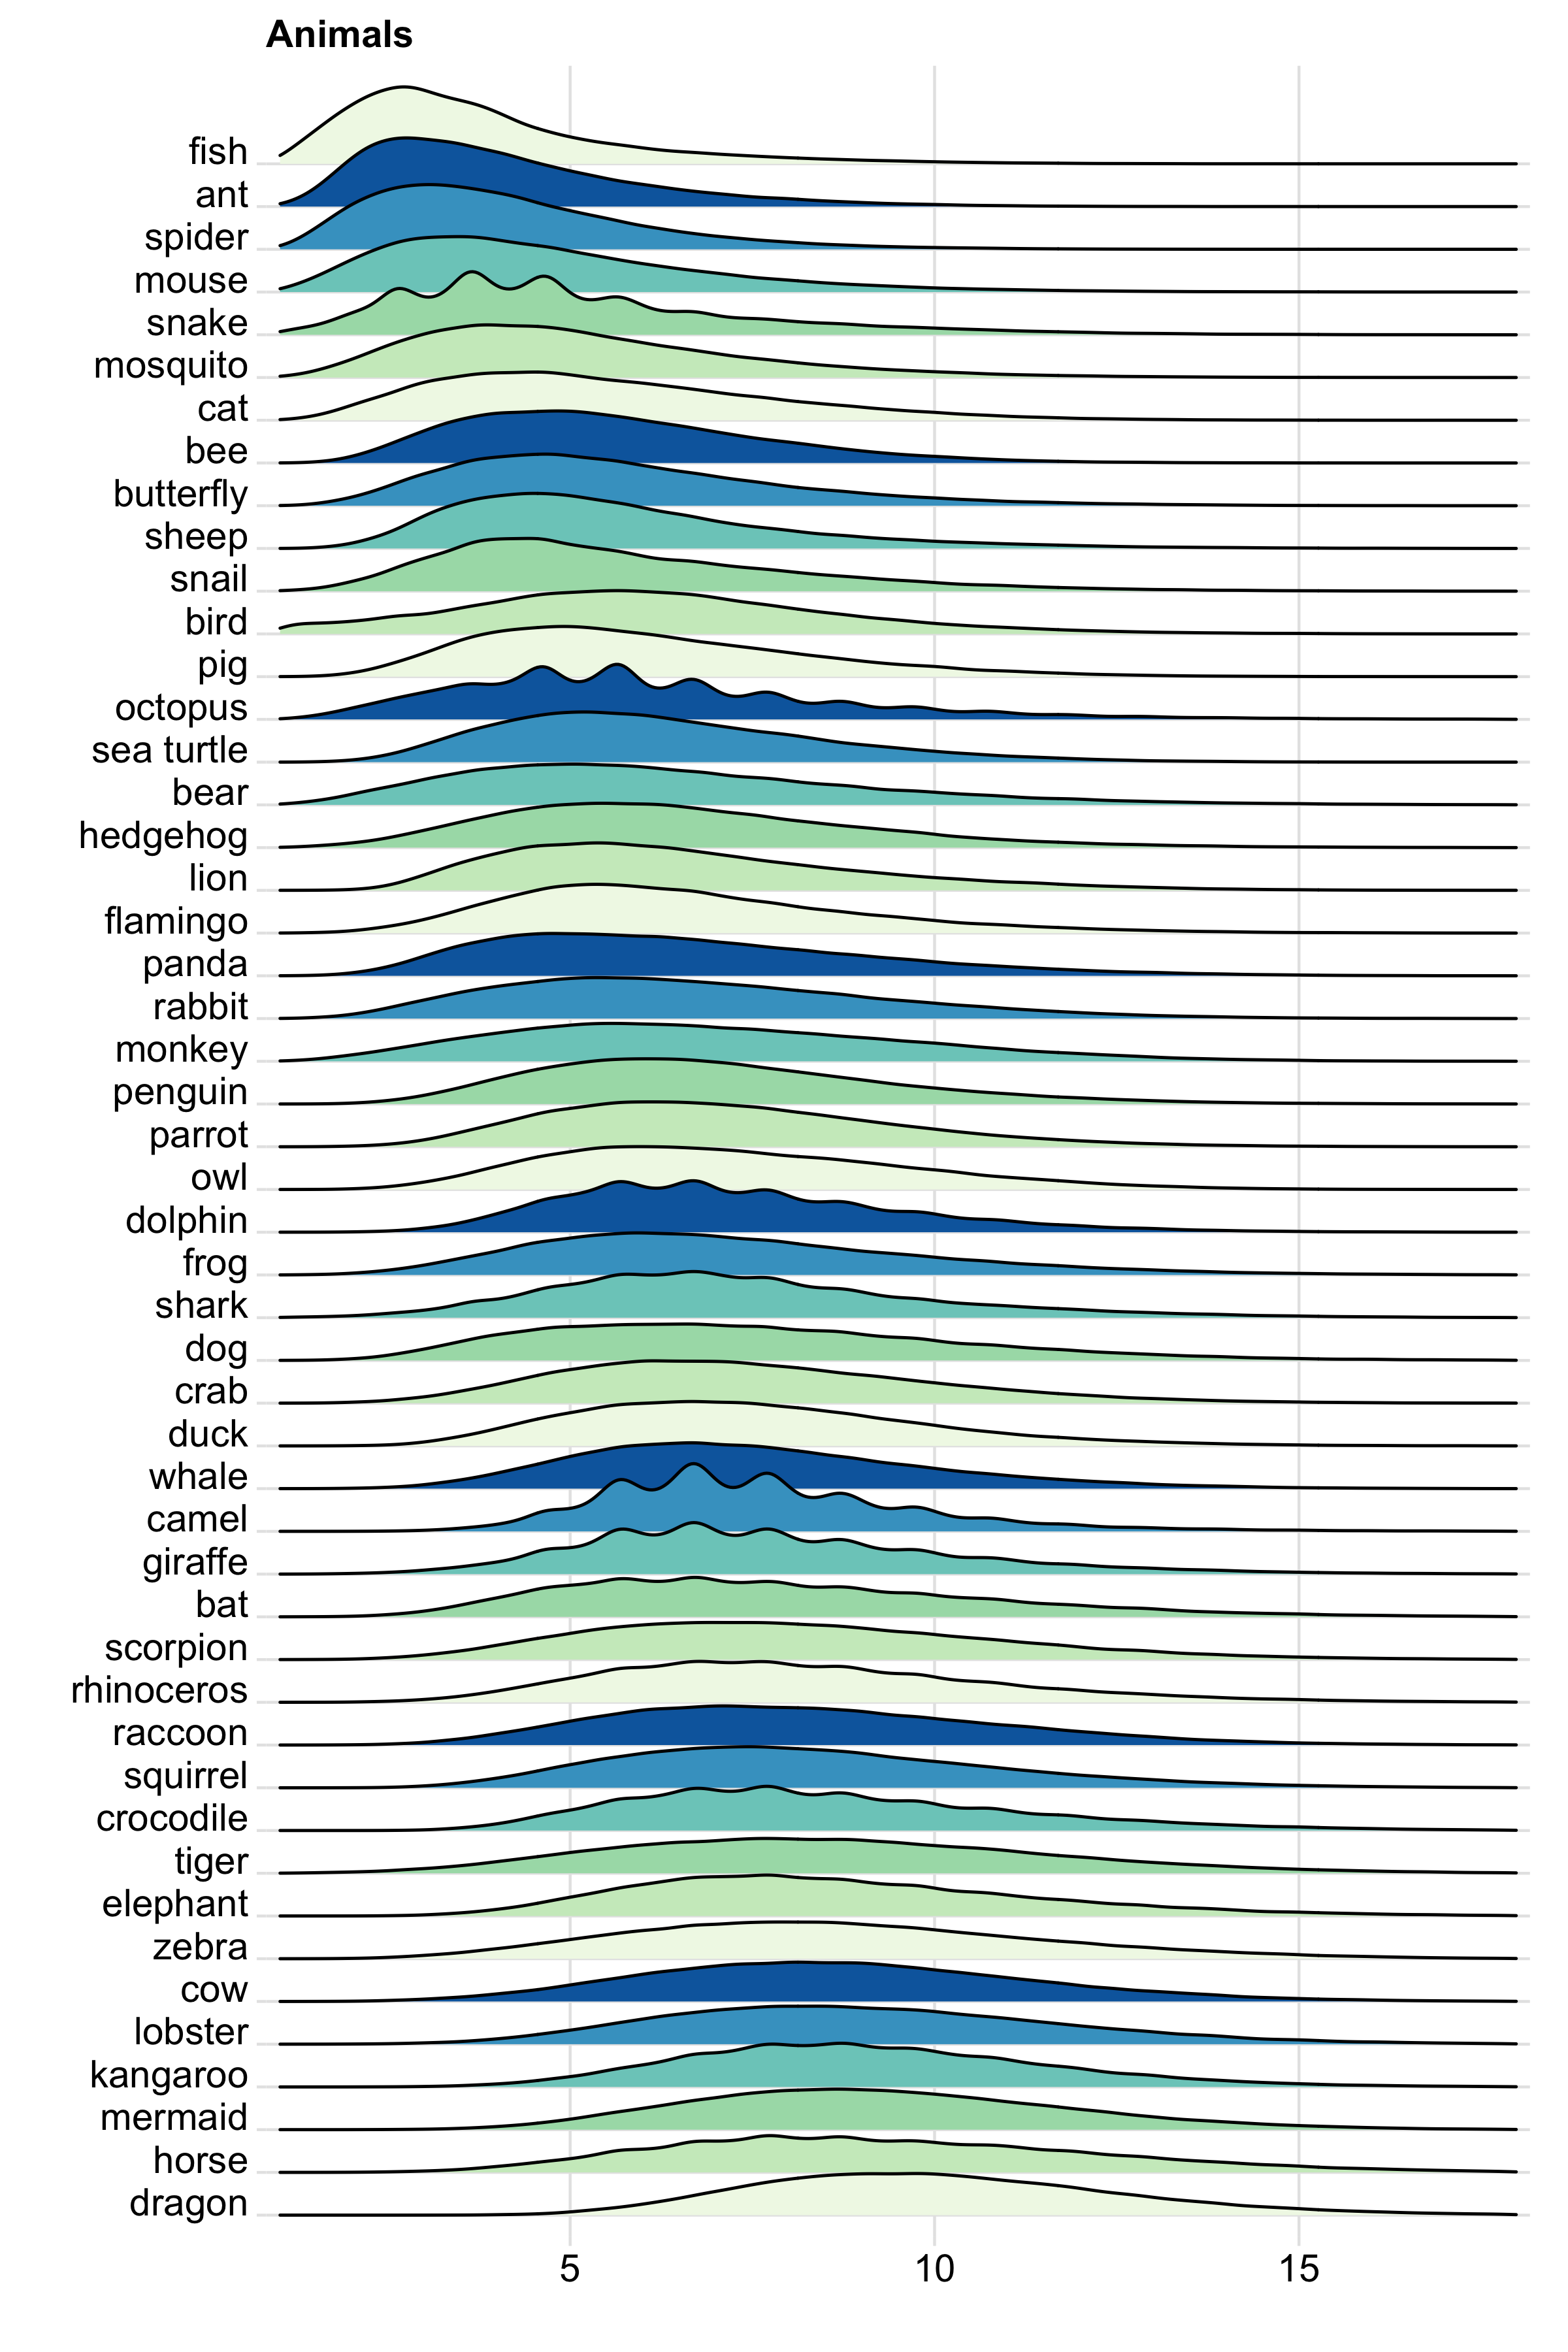 Animals
fish
ant
spider
mouse
snake
mosquito
cat
bee
butterfly
sheep
snail
bird
pig
octopus
sea turtle
bear
hedgehog
lion
flamingo
panda
rabbit
monkey
penguin
parrot
owl
dolphin
frog
shark
dog
crab
duck
whale
camel
giraffe
bat
scorpion
rhinoceros
raccoon
squirrel
crocodile
tiger
elephant
zebra
cow
lobster
kangaroo
mermaid
horse
dragon
5 10 15